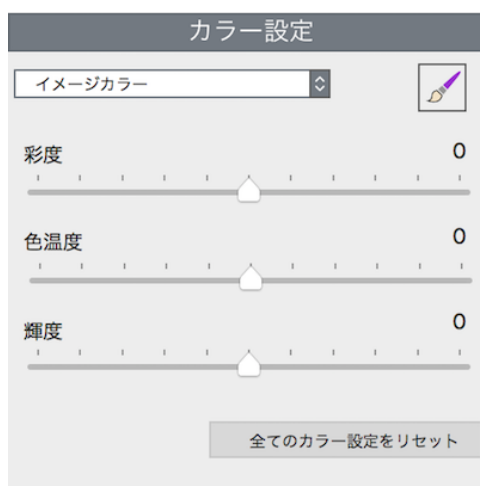 カラー設定
イメージカラー
彩度 0
色温度 0
輝度 0
全てのカラー設定をリセット